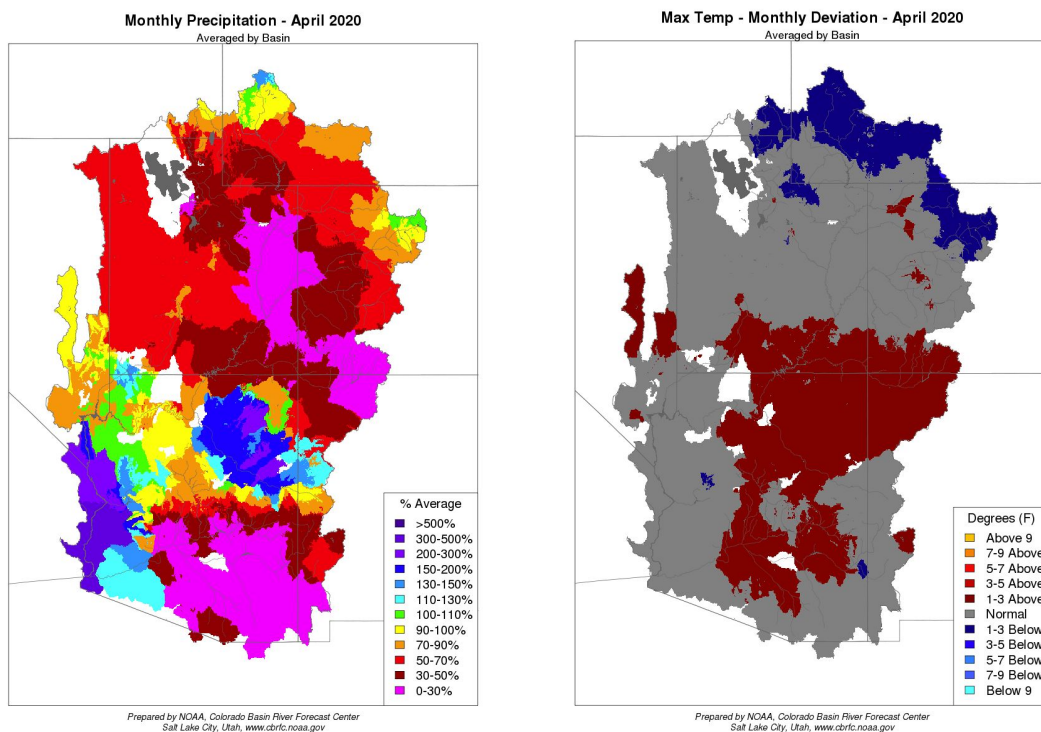 Monthly Precipitation - April 2020
Averaged by Basin
% Average
>500%
300-500%
200-300%
150-200%
130-150%
110-130%
100-110%
90-100%
70-90%
50-70%
30-50%
0-30%
Prepared by NOAA, Colorado Basin River Forecast Center
Salt Lake City, Utah, www.cbrfc.noaa.gov
Max Temp - Monthly Deviation - April 2020
Averaged by Basin
Degrees (F)
Above 9
7-9 Above
5-7 Above
3-5 Above
1-3 Above
Normal
1-3 Below
3-5 Below
5-7 Below
7-9 Below
Below 9
Prepared by NOAA, Colorado Basin River Forecast Center
Salt Lake City, Utah, www.cbrfc.noaa.gov